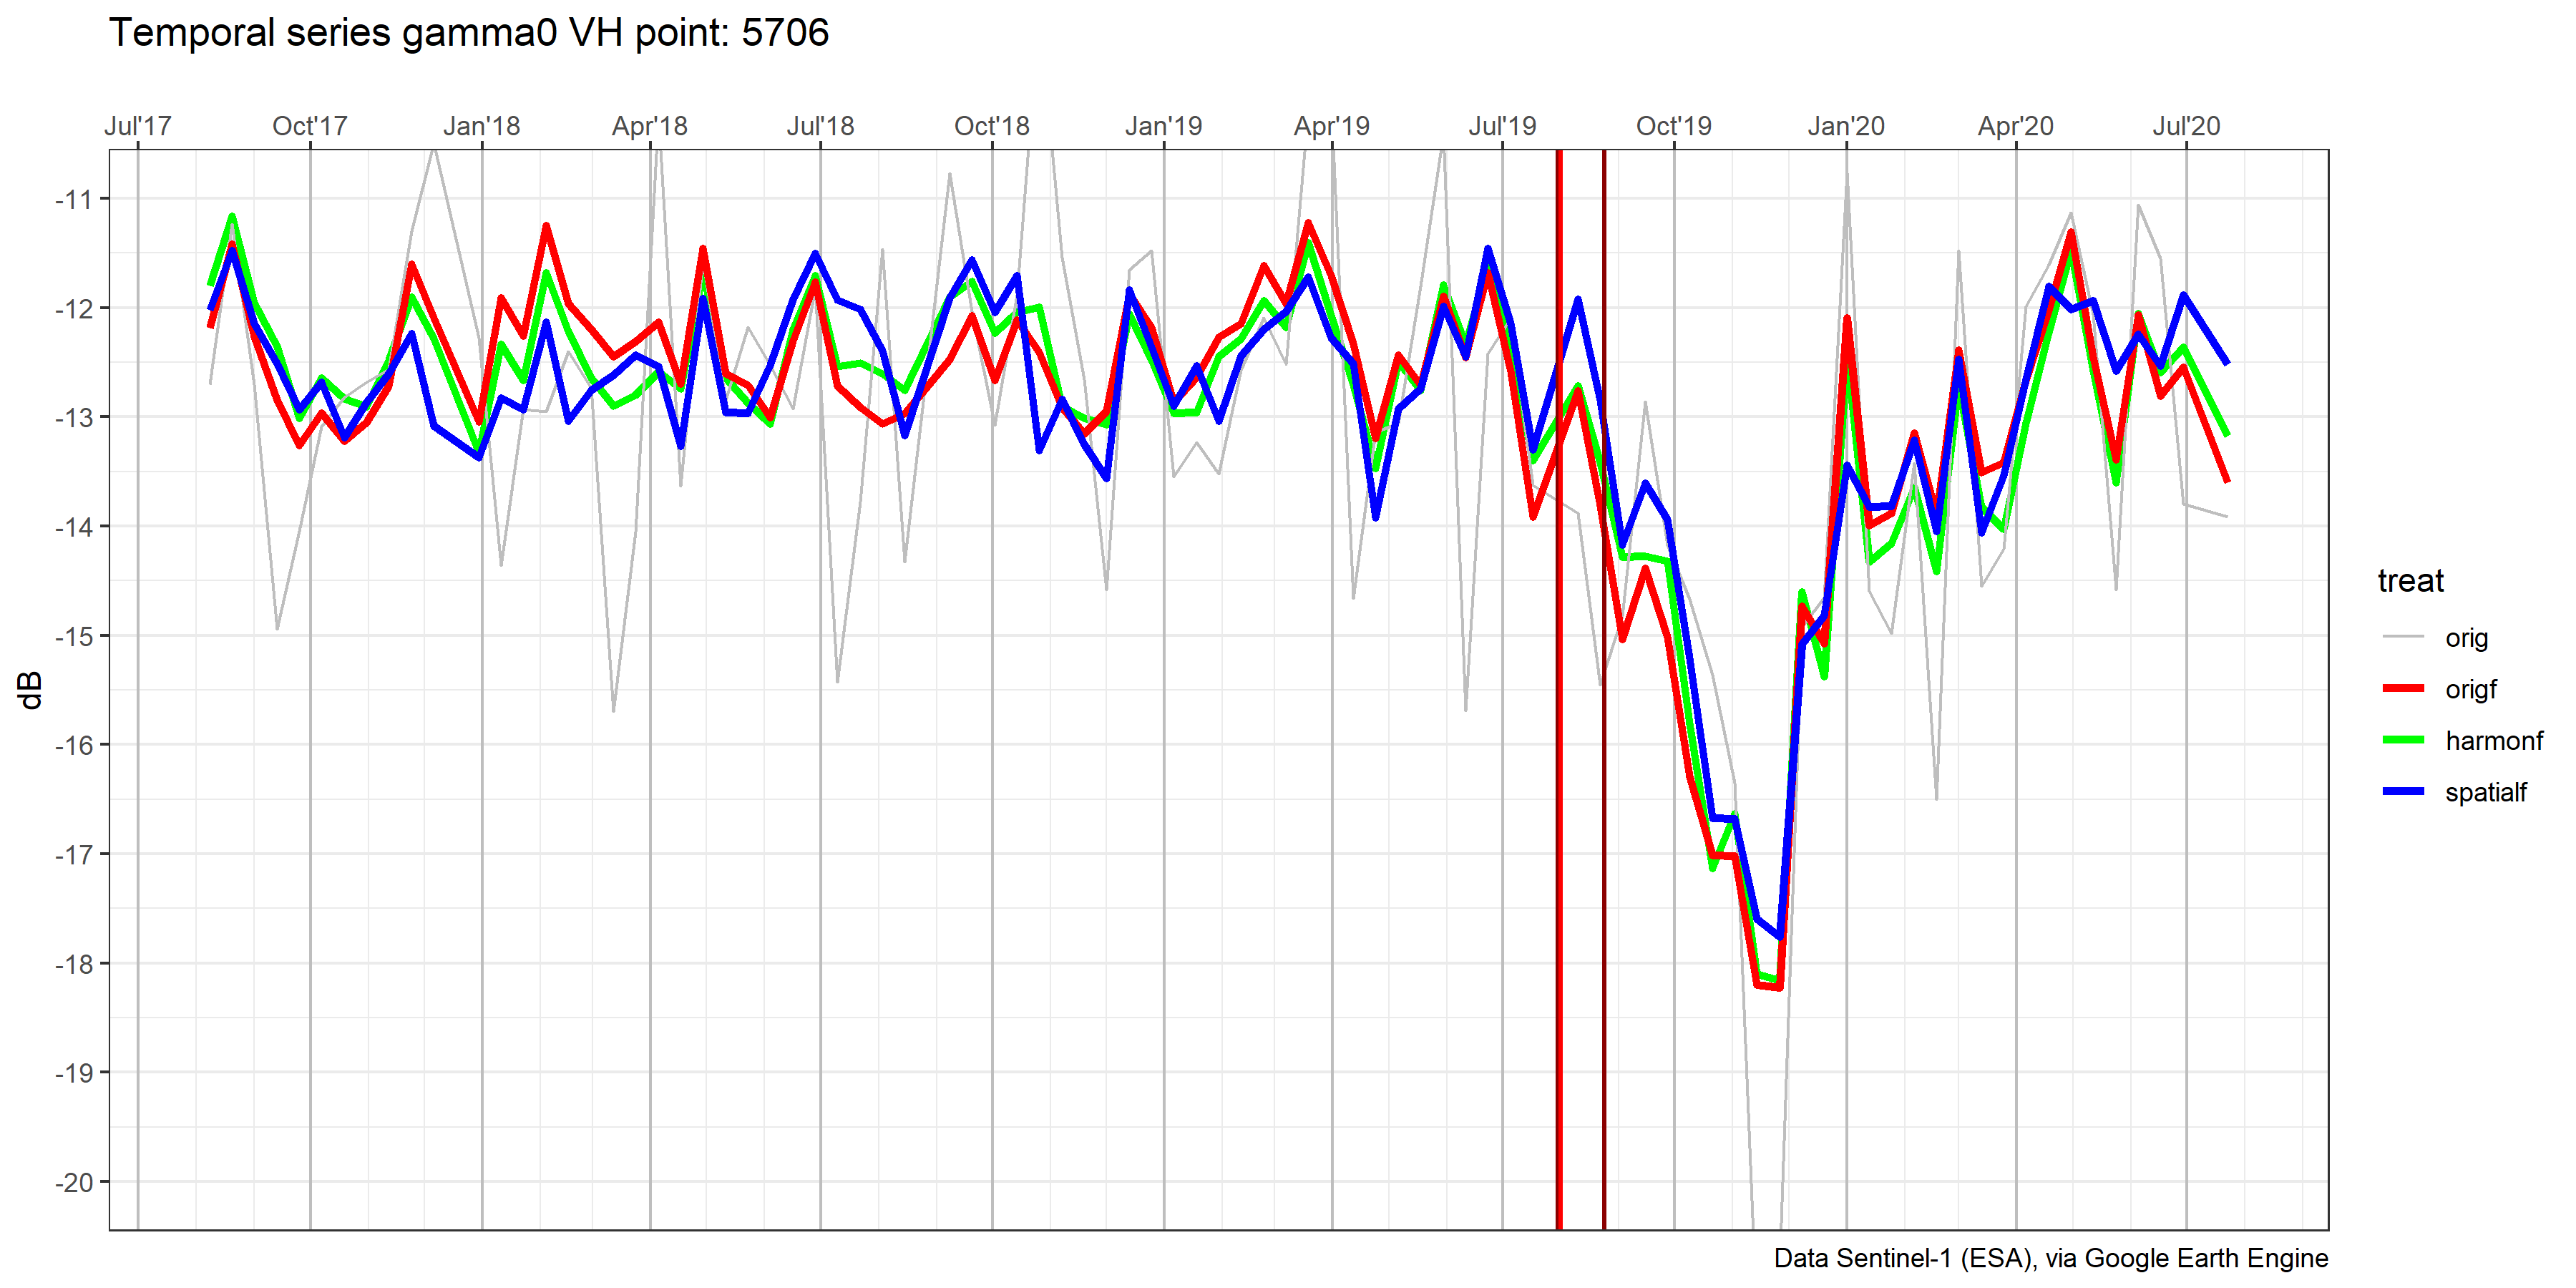 Temporal series gamma0 VH point: 5706
Jul'17 Oct'17 Jan'18 Apr'18 Jul'18 Oct'18 Jan'19 Apr'19 Jul'19 Oct'19 Jan'20 Apr'20 Jul'20
-11
-12
-13
-14
-15
-16
-17
-18
-19
-20
dB
treat
orig
origf
harmonf
spatialf
Data Sentinel-1 (ESA), via Google Earth Engine